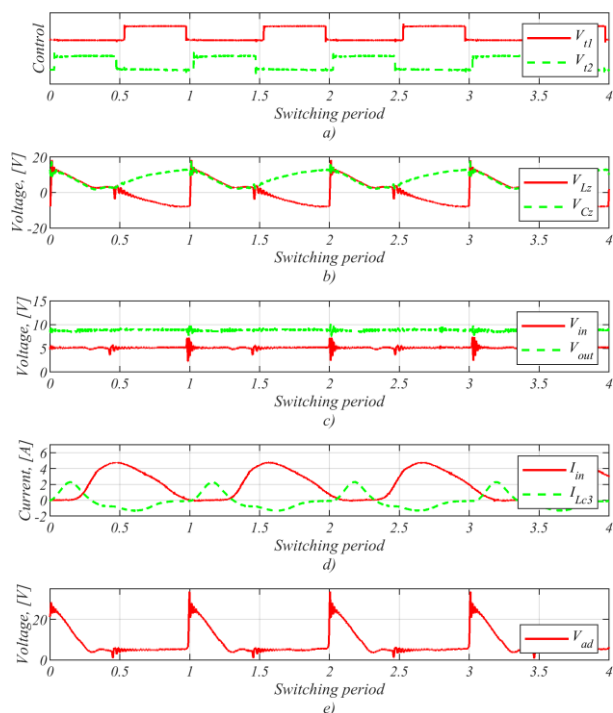 Control
V_t1
V_t2
0 0.5 1 1.5 2 2.5 3 3.5 4
Switching period
a)
Voltage, [V]
20
0
-20
V_Lz
V_Cz
0 0.5 1 1.5 2 2.5 3 3.5 4
Switching period
b)
Voltage, [V]
15
10
5
0
V_in
V_out
0 0.5 1 1.5 2 2.5 3 3.5 4
Switching period
c)
Current, [A]
6
4
2
0
-2
I_in
I_Lc3
0 0.5 1 1.5 2 2.5 3 3.5 4
Switching period
d)
Voltage, [V]
20
0
V_ad
0 0.5 1 1.5 2 2.5 3 3.5 4
Switching period
e)